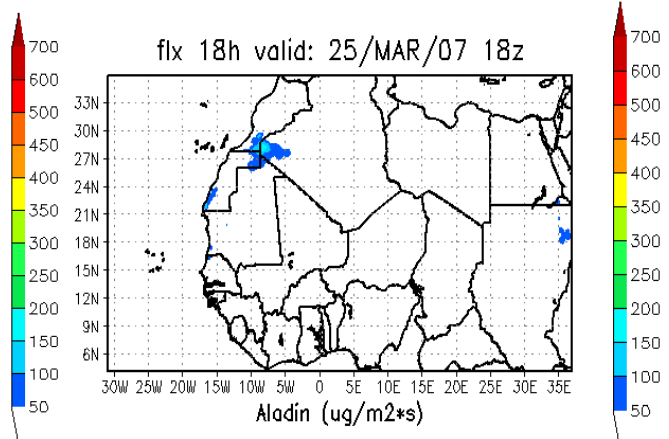 flx 18h valid: 25/MAR/07 18z
700
600
500
450
400
350
300
250
200
150
100
50
33N
30N
27N
24N
21N
18N
15N
12N
9N
6N
30W 25W 20W 15W 10W 5W 0 5E 10E 15E 20E 25E 30E 35E
Aladin (ug/m2*s)
700
600
500
450
400
350
300
250
200
150
100
50